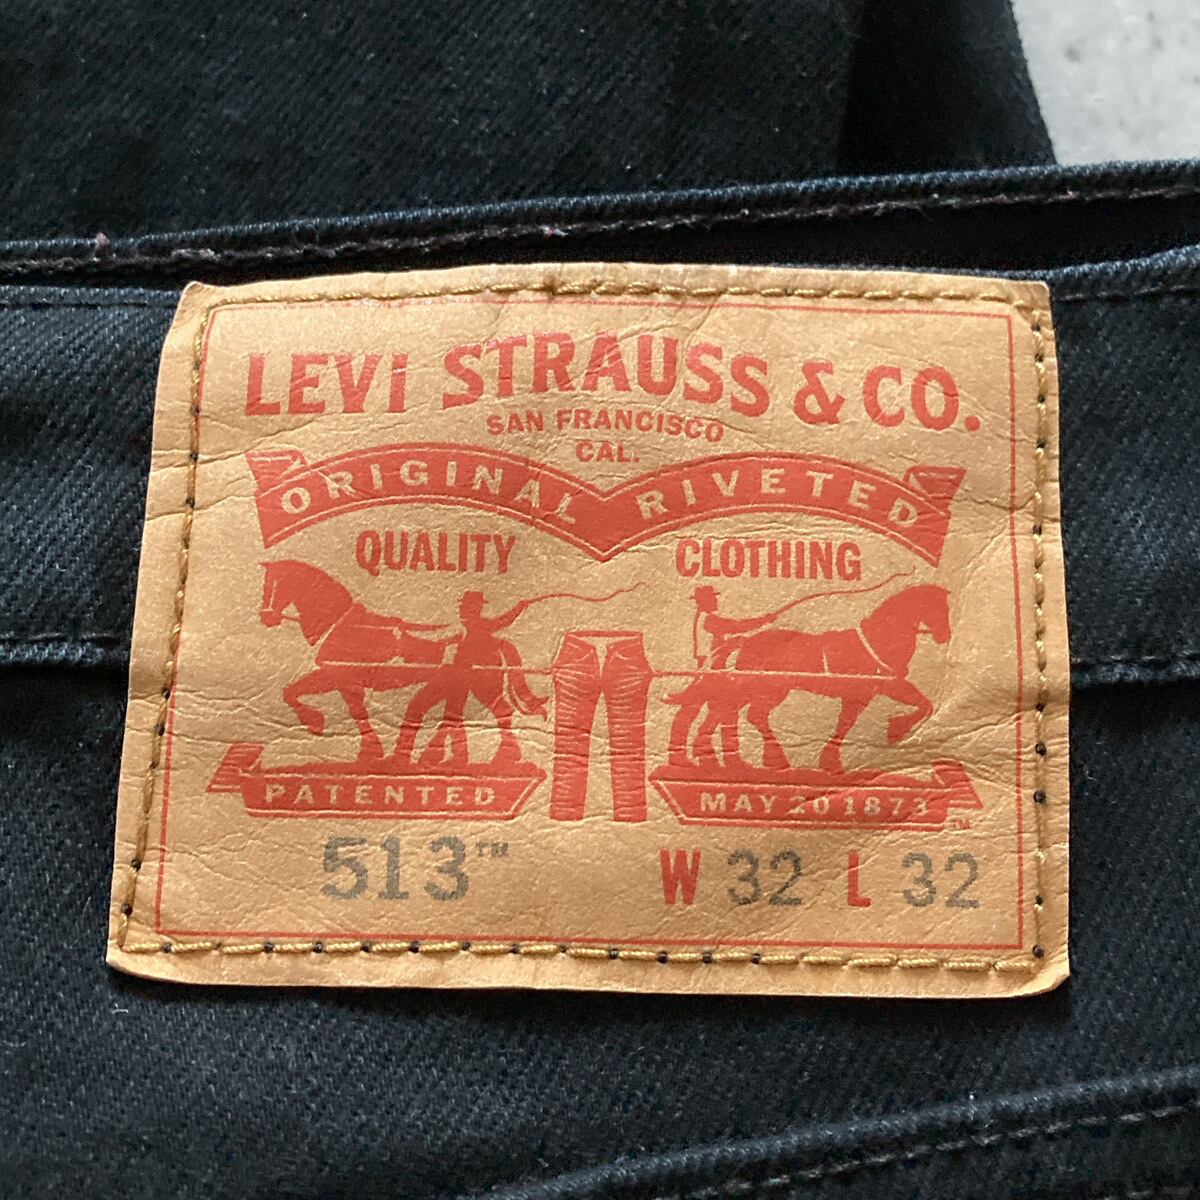 LEVI STRAUSS & CO.
SAN FRANCISCO
CAL.
ORIGINAL RIVETED
QUALITY CLOTHING
PATENTED MAY 20 1873 ™
513™ W 32 L 32